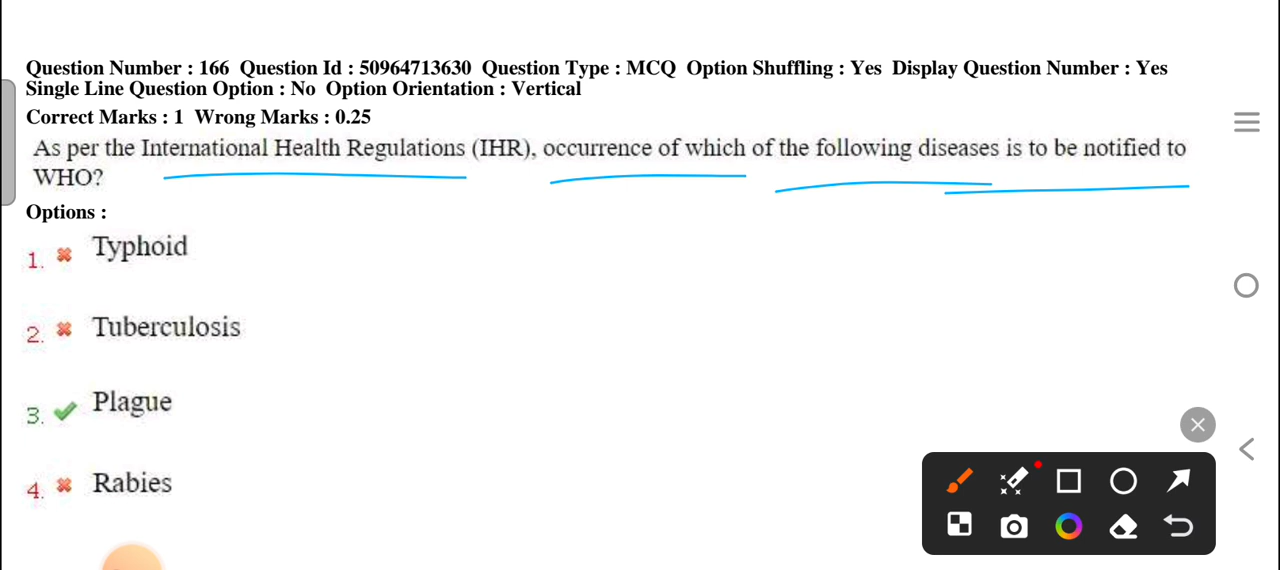 Question Number : 166 Question Id : 50964713630 Question Type : MCQ Option Shuffling : Yes Display Question Number : Yes
Single Line Question Option : No Option Orientation : Vertical
Correct Marks : 1 Wrong Marks : 0.25
As per the International Health Regulations (IHR), occurrence of which of the following diseases is to be notified to
WHO?
Options :
1. Typhoid
2. Tuberculosis
3. Plague
4. Rabies